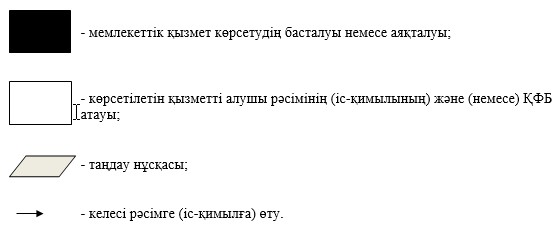 - мемлекеттік қызмет көрсетудің басталуы немесе аяқталуы;
- көрсетілетін қызметті алушы рәсімінің (іс-қимылының) және (немесе) ҚФБ
атауы;
- таңдау нұсқасы;
- келесі рәсімге (іс-қимылға) өту.